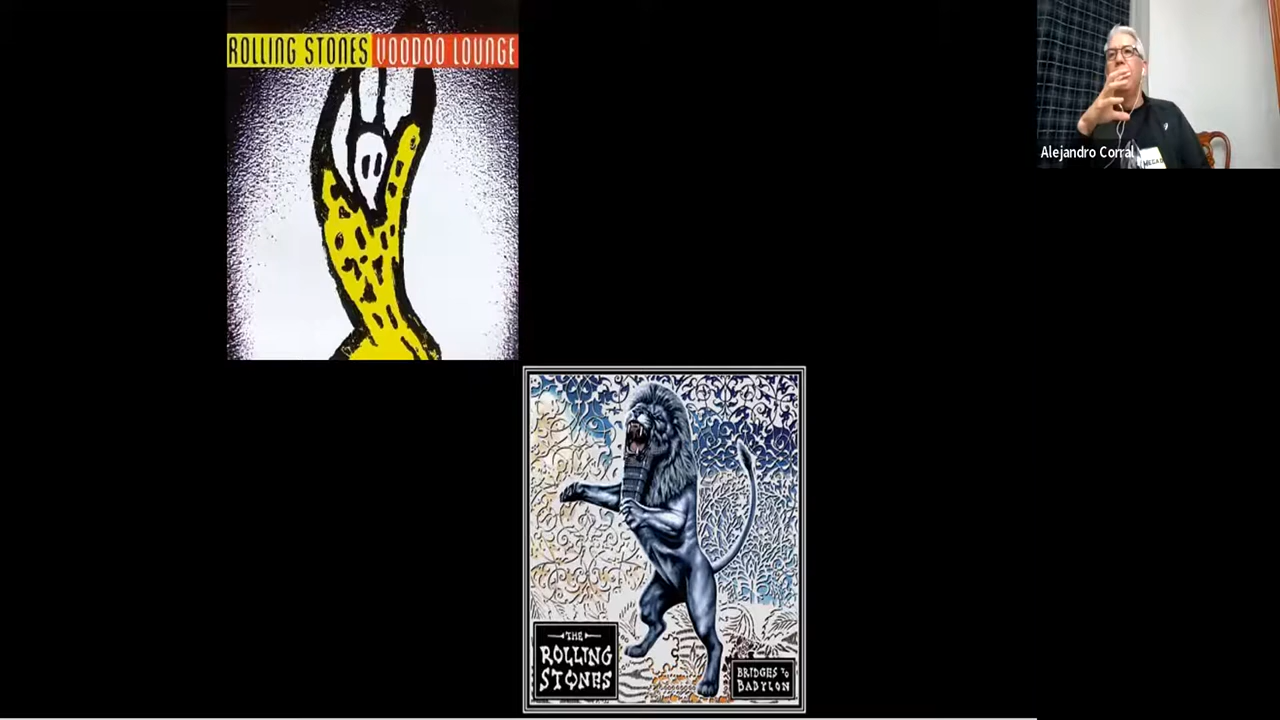 ROLLING STONES VOODOO LOUNGE
Alejandro Corral
THE
ROLLING
STONES
BRIDGES TO
BABYLON